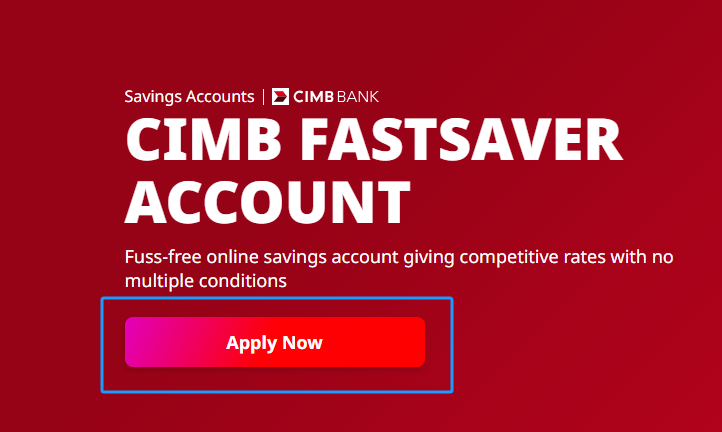 Savings Accounts | CIMB BANK
CIMB FASTSAVER
ACCOUNT
Fuss-free online savings account giving competitive rates with no
multiple conditions
Apply Now